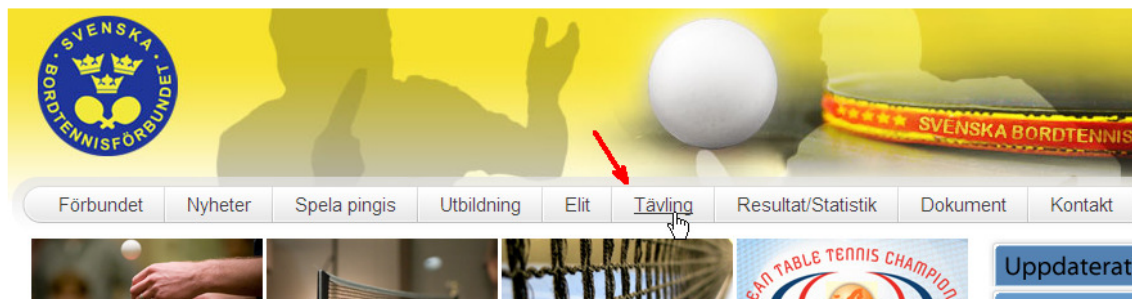 SVENSKA
BORDTENNISFÖRBUNDET
SVENSKA BORDTENNIS
Förbundet Nyheter Spela pingis Utbildning Elit Tävling Resultat/Statistik Dokument Kontakt
EAN TABLE TENNIS CHAMPION
Uppdaterat